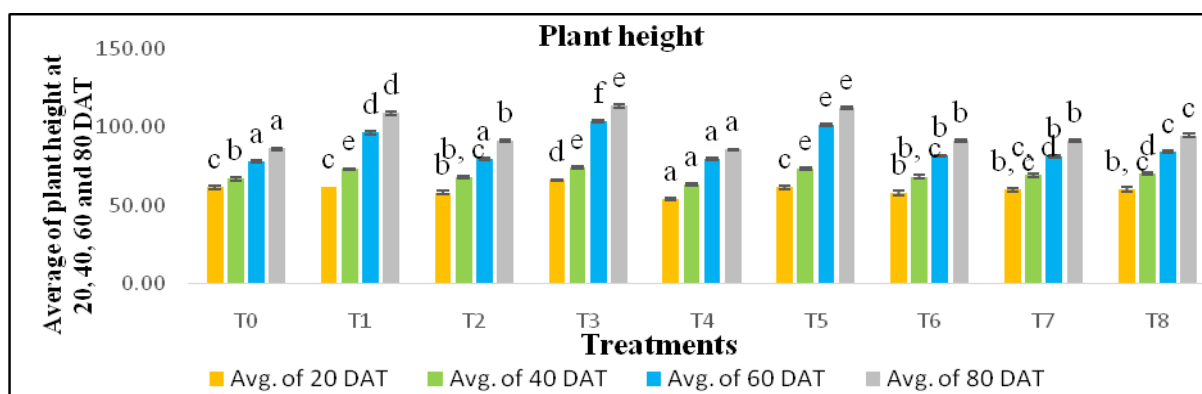 Plant height
Average of plant height at
20, 40, 60 and 80 DAT
150.00
100.00
50.00
0.00
c b a a
c e d d
b b, c a b
d e f e
a a a a
c e e e
b b, c b, c b
b, c c, d b b
b, c d c c
T0 T1 T2 T3 T4 T5 T6 T7 T8
Treatments
Avg. of 20 DAT Avg. of 40 DAT Avg. of 60 DAT Avg. of 80 DAT